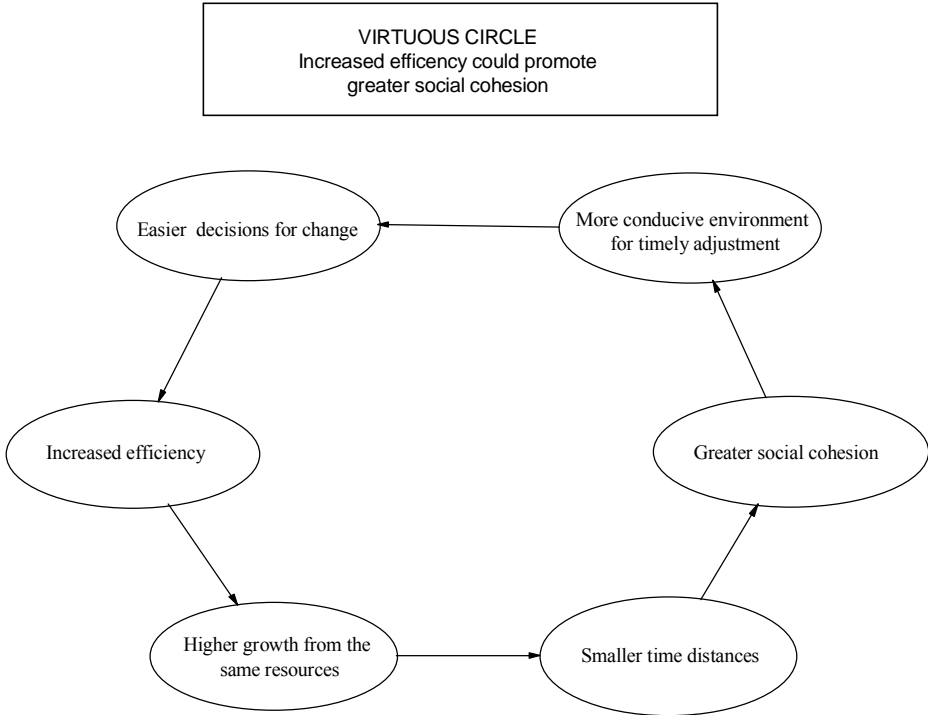 VIRTUOUS CIRCLE
Increased efficency could promote
greater social cohesion
Easier decisions for change
More conducive environment
for timely adjustment
Increased efficiency
Greater social cohesion
Higher growth from the
same resources
Smaller time distances